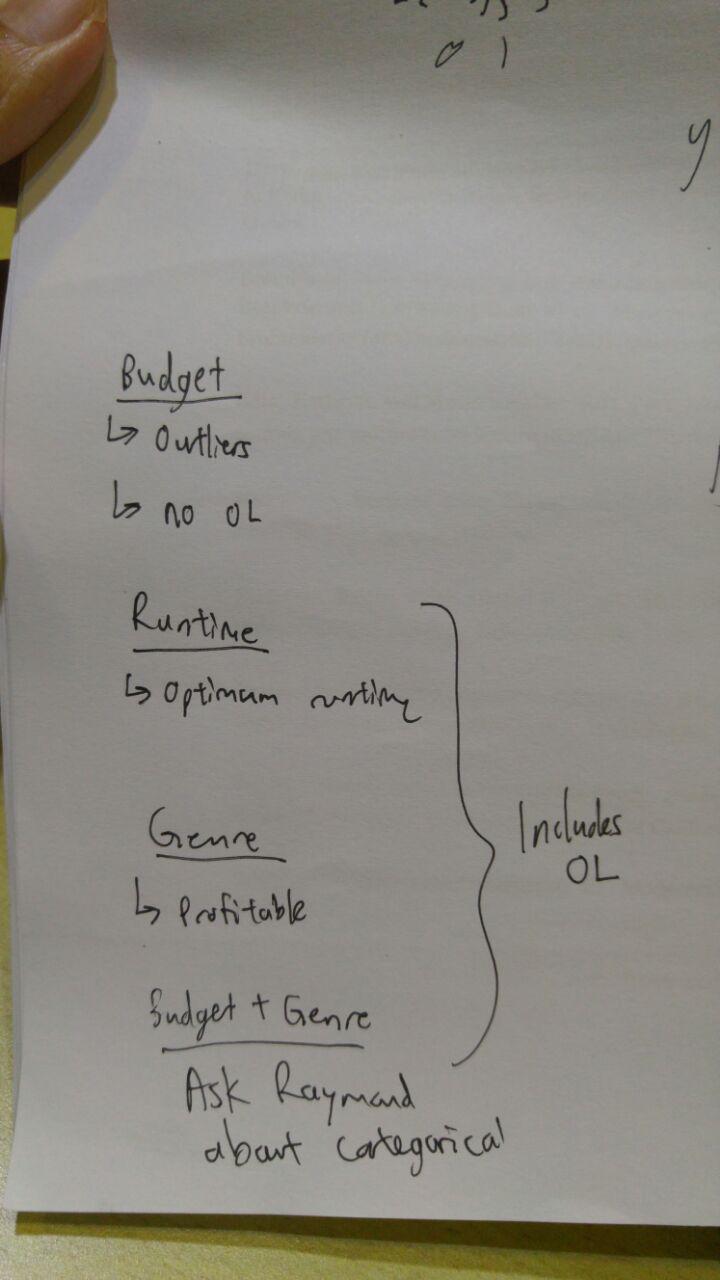 0 1
y
Budget
↳ Outliers
↳ no OL
Runtime
↳ Optimum runtime
Genre
↳ Profitable
Includes
OL
Budget + Genre
Ask Raymond
about categorical